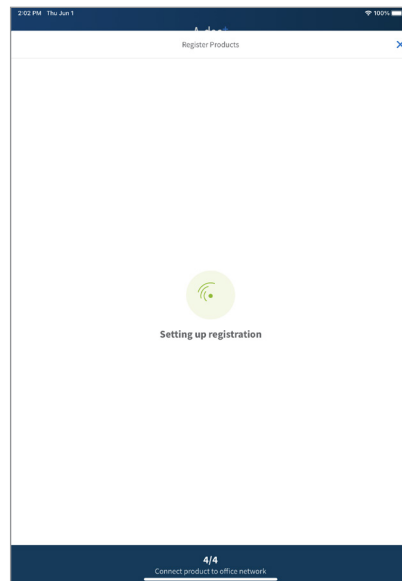 2:02 PM Thu Jun 1
100%
Register Products
Setting up registration
4/4
Connect product to office network